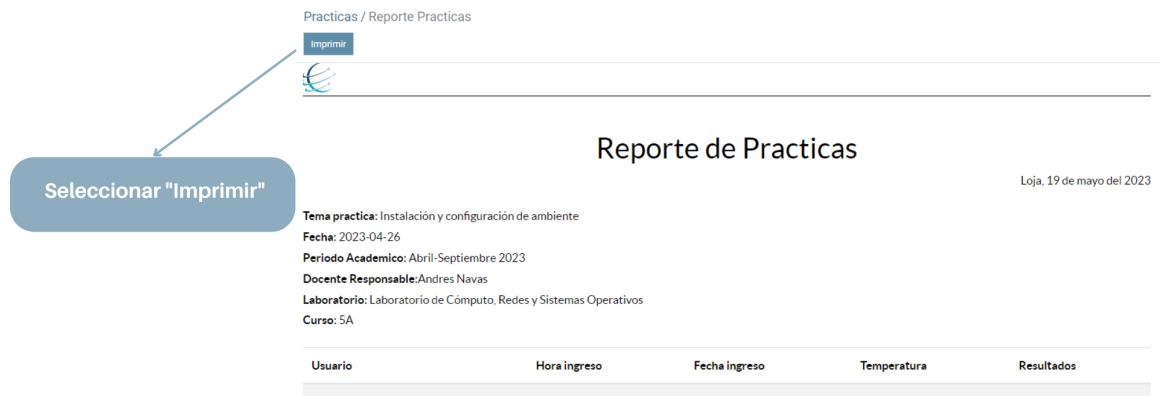 Practicas / Reporte Practicas
Imprimir
Seleccionar "Imprimir"
Reporte de Practicas
Loja, 19 de mayo del 2023
Tema practica: Instalación y configuración de ambiente
Fecha: 2023-04-26
Periodo Academico: Abril-Septiembre 2023
Docente Responsable:Andres Navas
Laboratorio: Laboratorio de Cómputo, Redes y Sistemas Operativos
Curso: 5A
Usuario Hora ingreso Fecha ingreso Temperatura Resultados